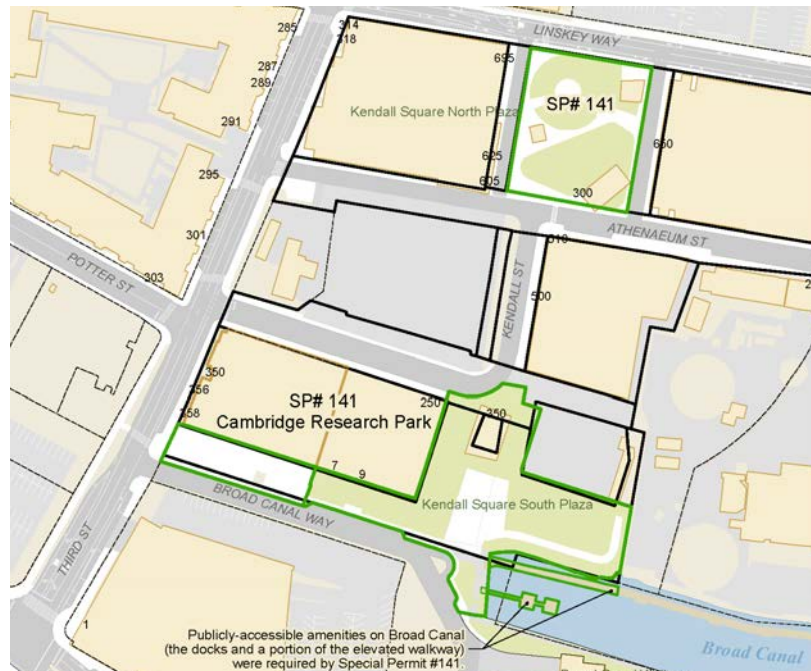 LINSKEY WAY
285
314
318
287
289
695
SP# 141
Kendall Square North Plaza
291
650
625
605
300
295
ATHENAEUM ST
301
510
POTTER ST
303
KENDALL ST
500
2
350
356
358
SP# 141
Cambridge Research Park
250
350
7
9
Kendall Square South Plaza
BROAD CANAL WAY
THIRD ST
1
Publicly-accessible amenities on Broad Canal
(the docks and a portion of the elevated walkway)
were required by Special Permit #141.
Broad Canal